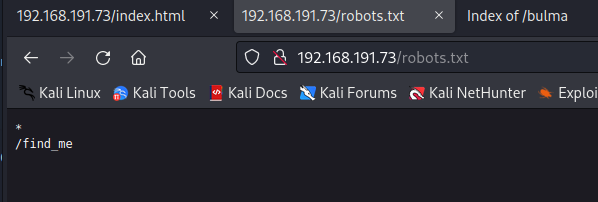 192.168.191.73/index.html
192.168.191.73/robots.txt
Index of /bulma
192.168.191.73/robots.txt
Kali Linux
Kali Tools
Kali Docs
Kali Forums
Kali NetHunter
Exploi
*
/find_me